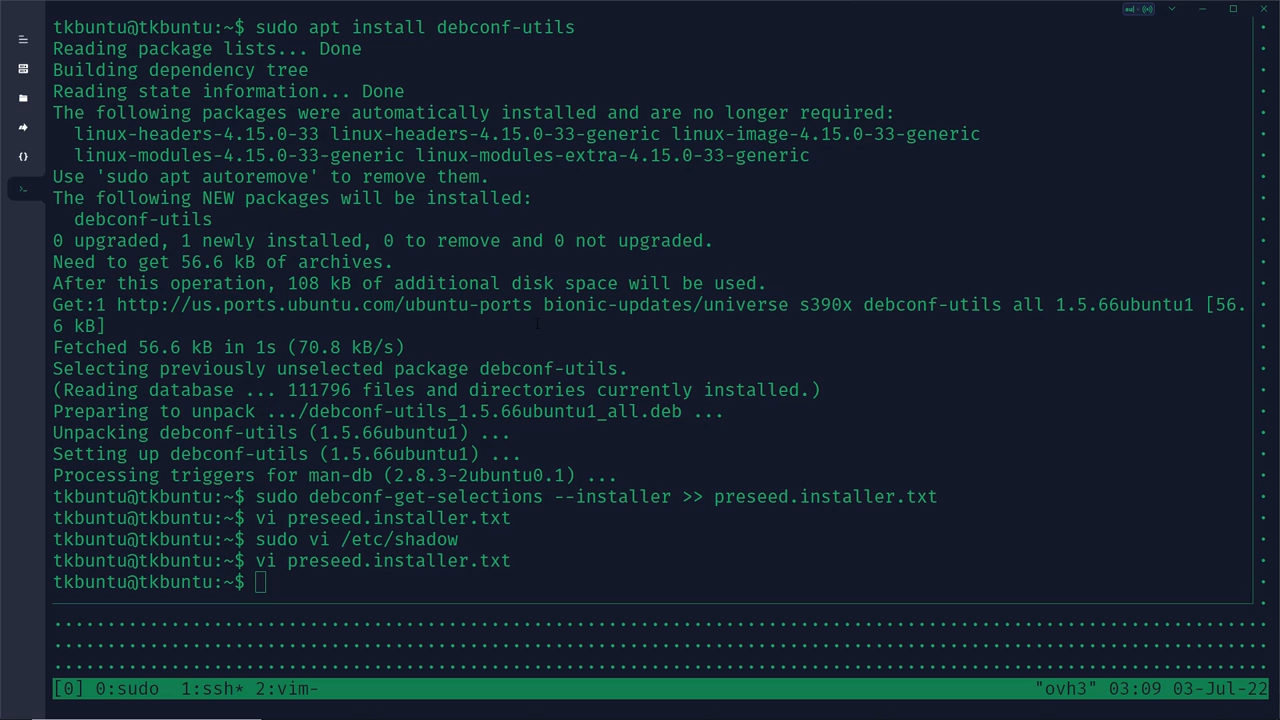 tkbuntu@tkbuntu:~$ sudo apt install debconf-utils
Reading package lists... Done
Building dependency tree
Reading state information... Done
The following packages were automatically installed and are no longer required:
  linux-headers-4.15.0-33 linux-headers-4.15.0-33-generic linux-image-4.15.0-33-generic
  linux-modules-4.15.0-33-generic linux-modules-extra-4.15.0-33-generic
Use 'sudo apt autoremove' to remove them.
The following NEW packages will be installed:
  debconf-utils
0 upgraded, 1 newly installed, 0 to remove and 0 not upgraded.
Need to get 56.6 kB of archives.
After this operation, 108 kB of additional disk space will be used.
Get:1 http://us.ports.ubuntu.com/ubuntu-ports bionic-updates/universe s390x debconf-utils all 1.5.66ubuntu1 [56.
6 kB]
Fetched 56.6 kB in 1s (70.8 kB/s)
Selecting previously unselected package debconf-utils.
(Reading database ... 111796 files and directories currently installed.)
Preparing to unpack .../debconf-utils_1.5.66ubuntu1_all.deb ...
Unpacking debconf-utils (1.5.66ubuntu1) ...
Setting up debconf-utils (1.5.66ubuntu1) ...
Processing triggers for man-db (2.8.3-2ubuntu0.1) ...
tkbuntu@tkbuntu:~$ sudo debconf-get-selections --installer >> preseed.installer.txt
tkbuntu@tkbuntu:~$ vi preseed.installer.txt
tkbuntu@tkbuntu:~$ sudo vi /etc/shadow
tkbuntu@tkbuntu:~$ vi preseed.installer.txt
tkbuntu@tkbuntu:~$
[0] 0:sudo  1:ssh* 2:vim-  "ovh3" 03:09 03-Jul-22